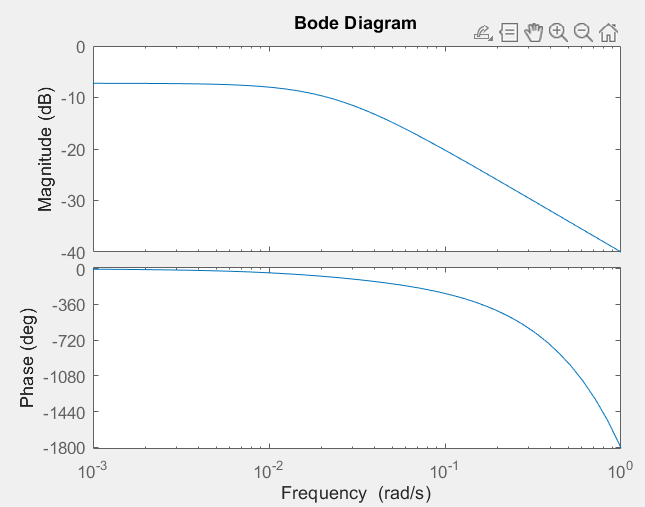 Bode Diagram
0
-10
-20
-30
-40
Magnitude (dB)
0
-360
-720
-1080
-1440
-1800
Phase (deg)
10^-3 10^-2 10^-1 10^0
Frequency (rad/s)